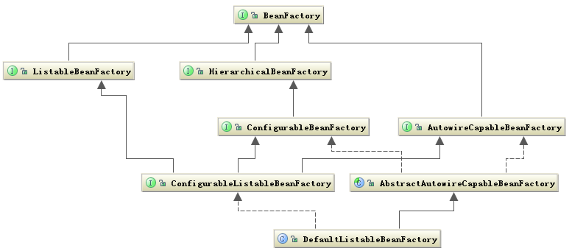 BeanFactory
ListableBeanFactory
HierarchicalBeanFactory
ConfigurableBeanFactory
AutowireCapableBeanFactory
ConfigurableListableBeanFactory
AbstractAutowireCapableBeanFactory
DefaultListableBeanFactory